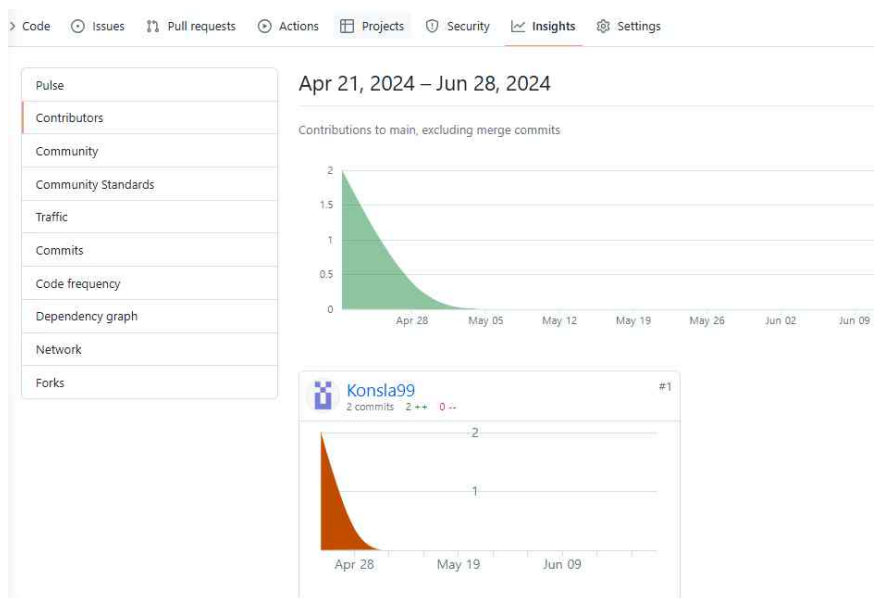 Code Issues Pull requests Actions Projects Security Insights Settings
Pulse
Contributors
Community
Community Standards
Traffic
Commits
Code frequency
Dependency graph
Network
Forks
Apr 21, 2024 – Jun 28, 2024
Contributions to main, excluding merge commits
2
1.5
1
0.5
0
Apr 28 May 05 May 12 May 19 May 26 Jun 02 Jun 09
Konsla99 #1
2 commits 2 ++ 0 --
2
1
Apr 28 May 19 Jun 09